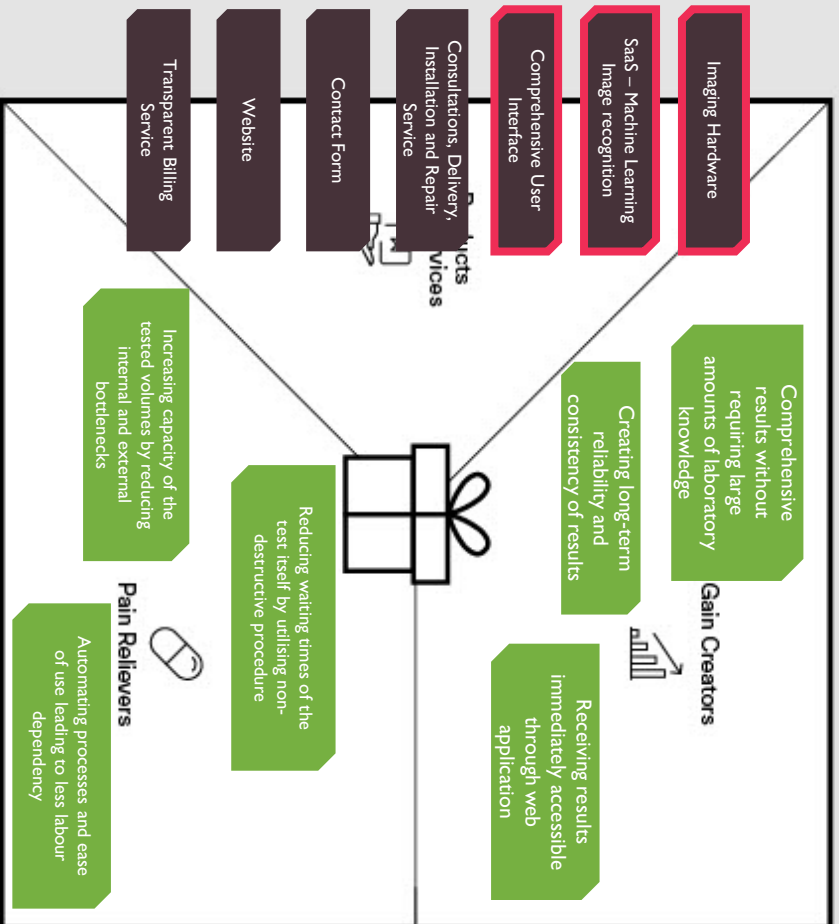 Imaging Hardware
SaaS – Machine Learning
Image recognition
Comprehensive User
Interface
Consultations, Delivery,
Installation and Repair
Service
ucts
vices
Contact Form
Website
Transparent Billing
Service
Comprehensive
results without
requiring large
amounts of laboratory
knowledge
Gain Creators
Creating long-term
reliability and
consistency of results
Receiving results
immediately accessible
through web
application
Reducing waiting times of the
test itself by utilising non-
destructive procedure
Increasing capacity of the
tested volumes by reducing
internal and external
bottlenecks
Pain Relievers
Automating processes and ease
of use leading to less labour
dependency